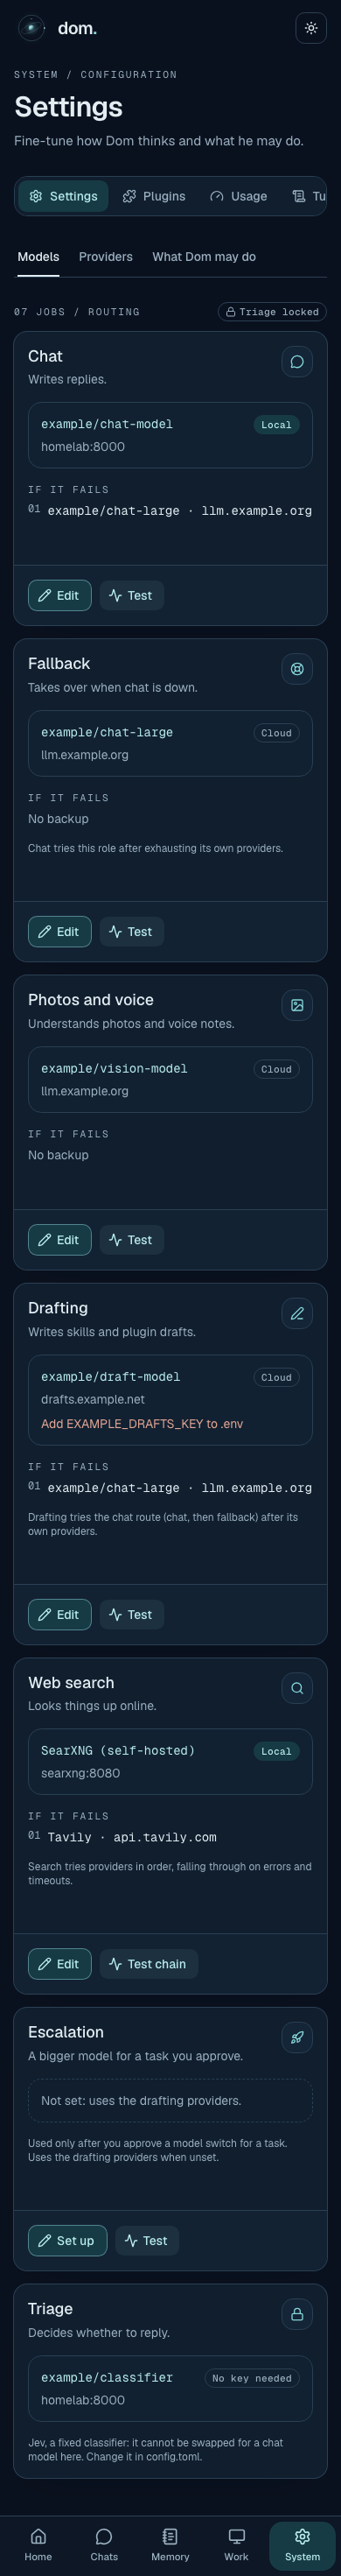 dom.
SYSTEM / CONFIGURATION
Settings
Fine-tune how Dom thinks and what he may do.
Settings Plugins Usage Tu
Models Providers What Dom may do
07 JOBS / ROUTING Triage locked
Chat
Writes replies.
example/chat-model Local
homelab:8000
IF IT FAILS
01 example/chat-large · llm.example.org
Edit Test
Fallback
Takes over when chat is down.
example/chat-large Cloud
llm.example.org
IF IT FAILS
No backup
Chat tries this role after exhausting its own providers.
Edit Test
Photos and voice
Understands photos and voice notes.
example/vision-model Cloud
llm.example.org
IF IT FAILS
No backup
Edit Test
Drafting
Writes skills and plugin drafts.
example/draft-model Cloud
drafts.example.net
Add EXAMPLE_DRAFTS_KEY to .env
IF IT FAILS
01 example/chat-large · llm.example.org
Drafting tries the chat route (chat, then fallback) after its
own providers.
Edit Test
Web search
Looks things up online.
SearXNG (self-hosted) Local
searxng:8080
IF IT FAILS
01 Tavily · api.tavily.com
Search tries providers in order, falling through on errors and
timeouts.
Edit Test chain
Escalation
A bigger model for a task you approve.
Not set: uses the drafting providers.
Used only after you approve a model switch for a task.
Uses the drafting providers when unset.
Set up Test
Triage
Decides whether to reply.
example/classifier No key needed
homelab:8000
Jev, a fixed classifier: it cannot be swapped for a chat
model here. Change it in config.toml.
Home Chats Memory Work System